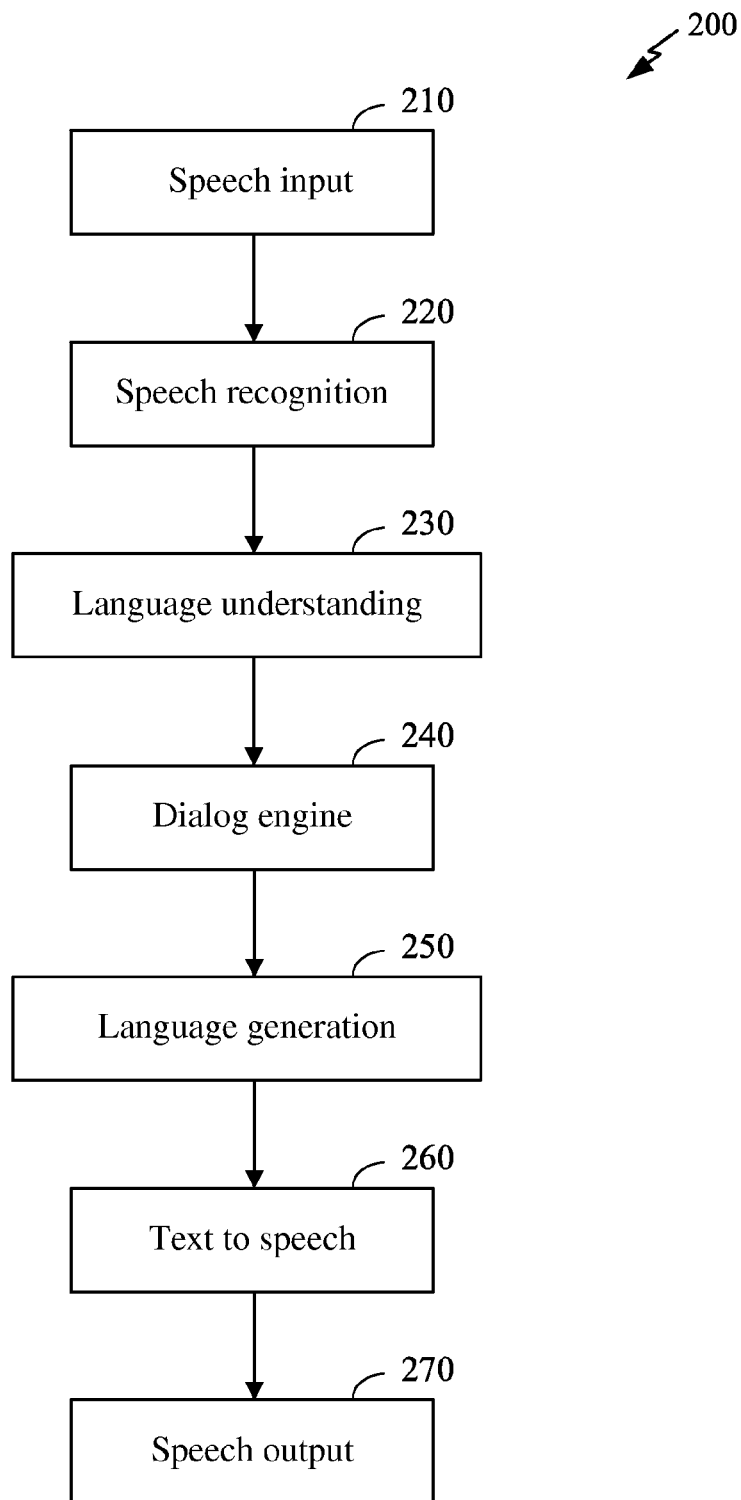 200
210
Speech input
220
Speech recognition
230
Language understanding
240
Dialog engine
250
Language generation
260
Text to speech
270
Speech output